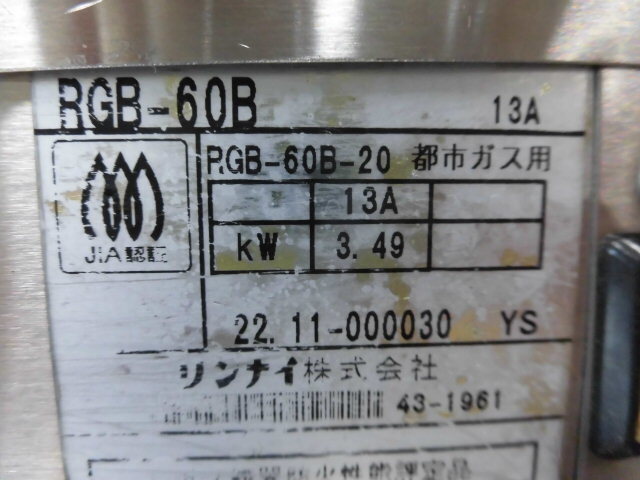 RGB-60B 13A
RGB-60B-20 都市ガス用
13A
kW 3.49
JIA認証
22.11-000030 YS
リンナイ株式会社
43-1961